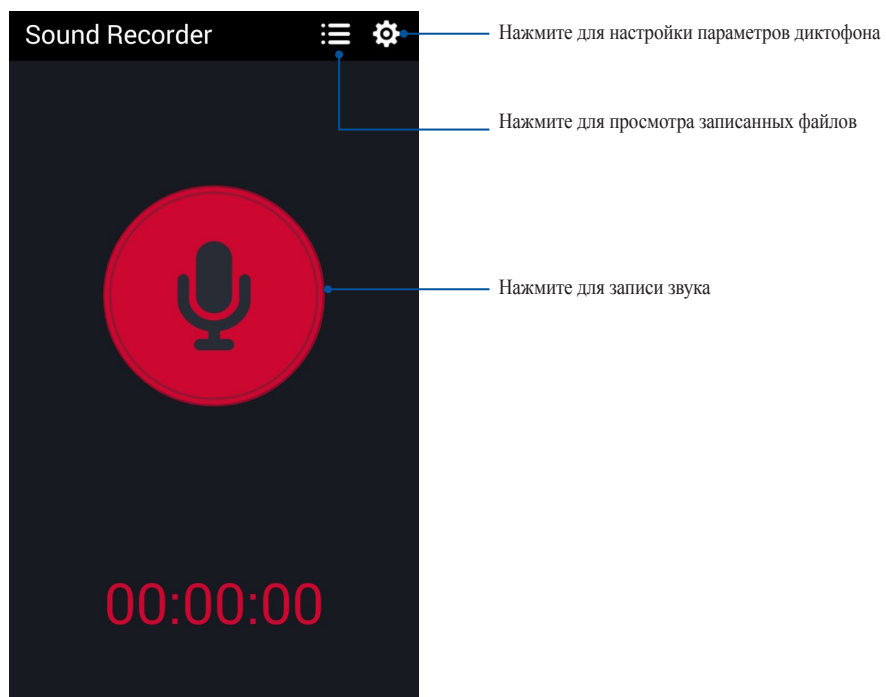 Sound Recorder
Нажмите для настройки параметров диктофона
Нажмите для просмотра записанных файлов
Нажмите для записи звука
00:00:00